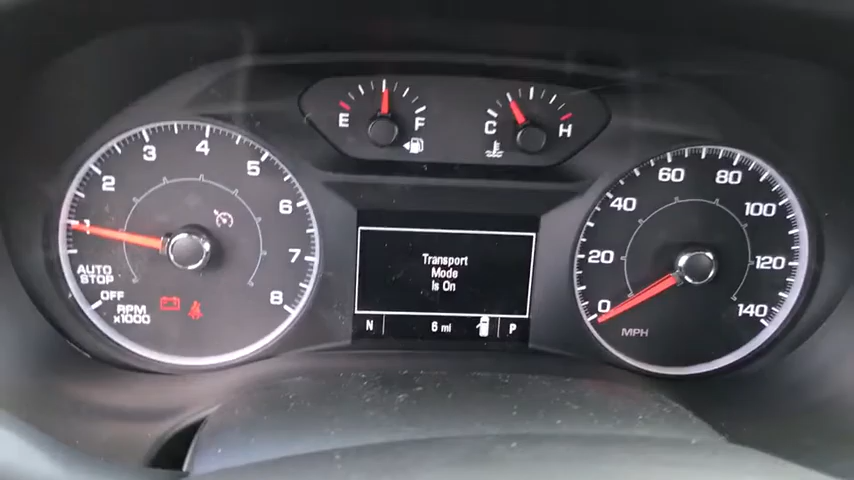 E F
C H
1 2 3 4 5 6 7 8
AUTO
STOP
OFF
RPM
x1000
Transport
Mode
Is On
N 6 mi P
0 20 40 60 80 100 120 140
MPH